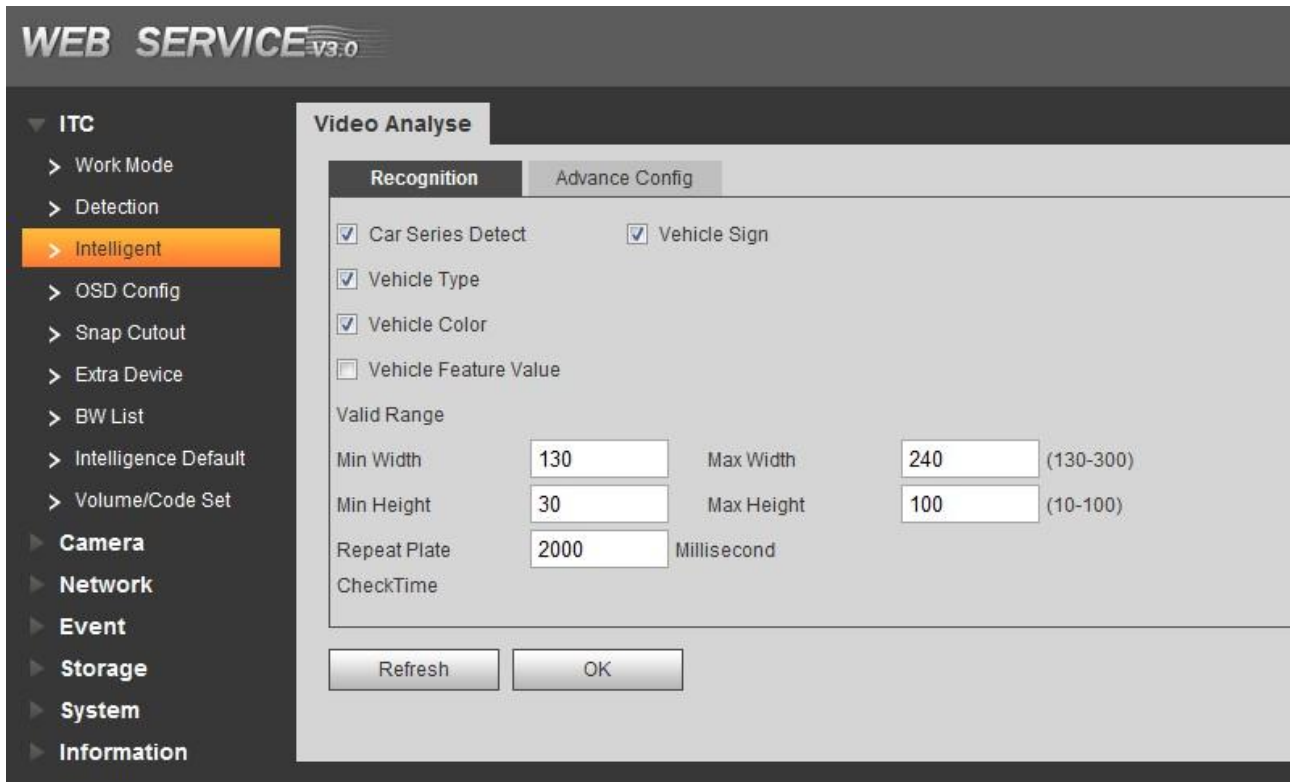 WEB SERVICE V3.0
ITC
Work Mode
Detection
Intelligent
OSD Config
Snap Cutout
Extra Device
BW List
Intelligence Default
Volume/Code Set
Camera
Network
Event
Storage
System
Information
Video Analyse
Recognition Advance Config
Car Series Detect Vehicle Sign
Vehicle Type
Vehicle Color
Vehicle Feature Value
Valid Range
Min Width 130 Max Width 240 (130-300)
Min Height 30 Max Height 100 (10-100)
Repeat Plate 2000 Millisecond
CheckTime
Refresh OK